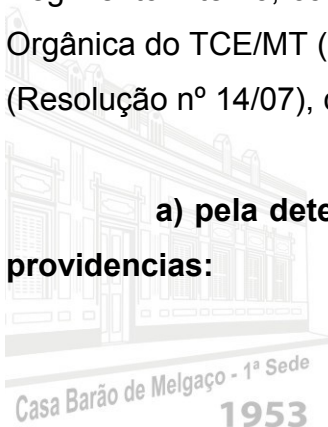 Orgânica do TCE/MT (
(Resolução nº 14/07), 
a) pela dete
providencias:
Casa Barão de Melgaço - 1ª Sede
1953